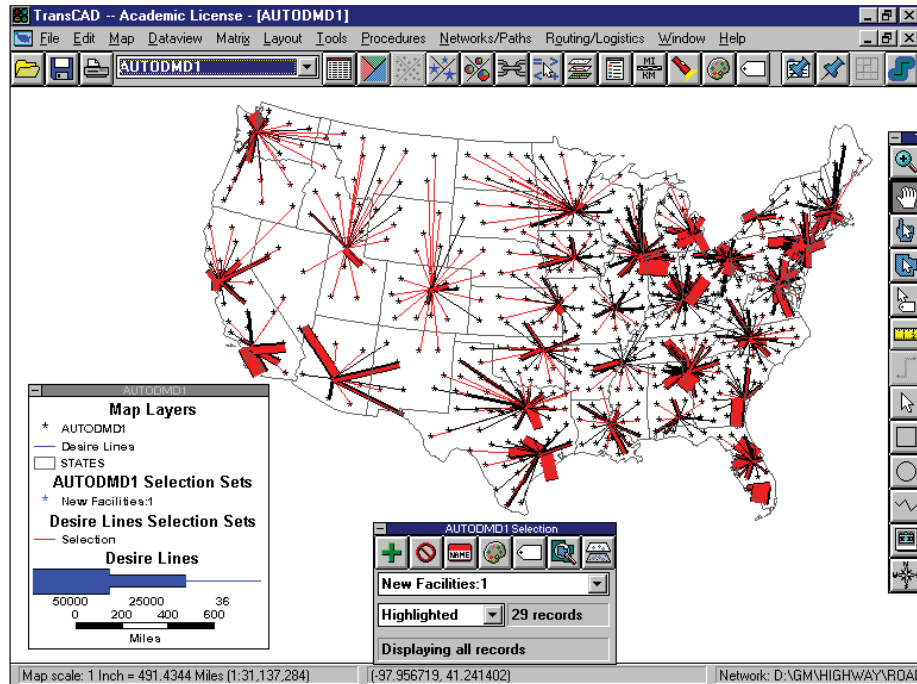 TransCAD -- Academic License - [AUTODMD1]
File Edit Map Dataview Matrix Layout Tools Procedures Networks/Paths Routing/Logistics Window Help
AUTODMD1
MI
KM
AUTODMD1
Map Layers
* AUTODMD1
Desire Lines
STATES
AUTODMD1 Selection Sets
* New Facilities:1
Desire Lines Selection Sets
Selection
Desire Lines
50000 25000 36
0 200 400 600
Miles
AUTODMD1 Selection
NAME
New Facilities:1
Highlighted 29 records
Displaying all records
Map scale: 1 Inch = 491.4344 Miles (1:31,137,284) (-97.956719, 41.241402) Network: D:\GM\HIGHWAY\ROA